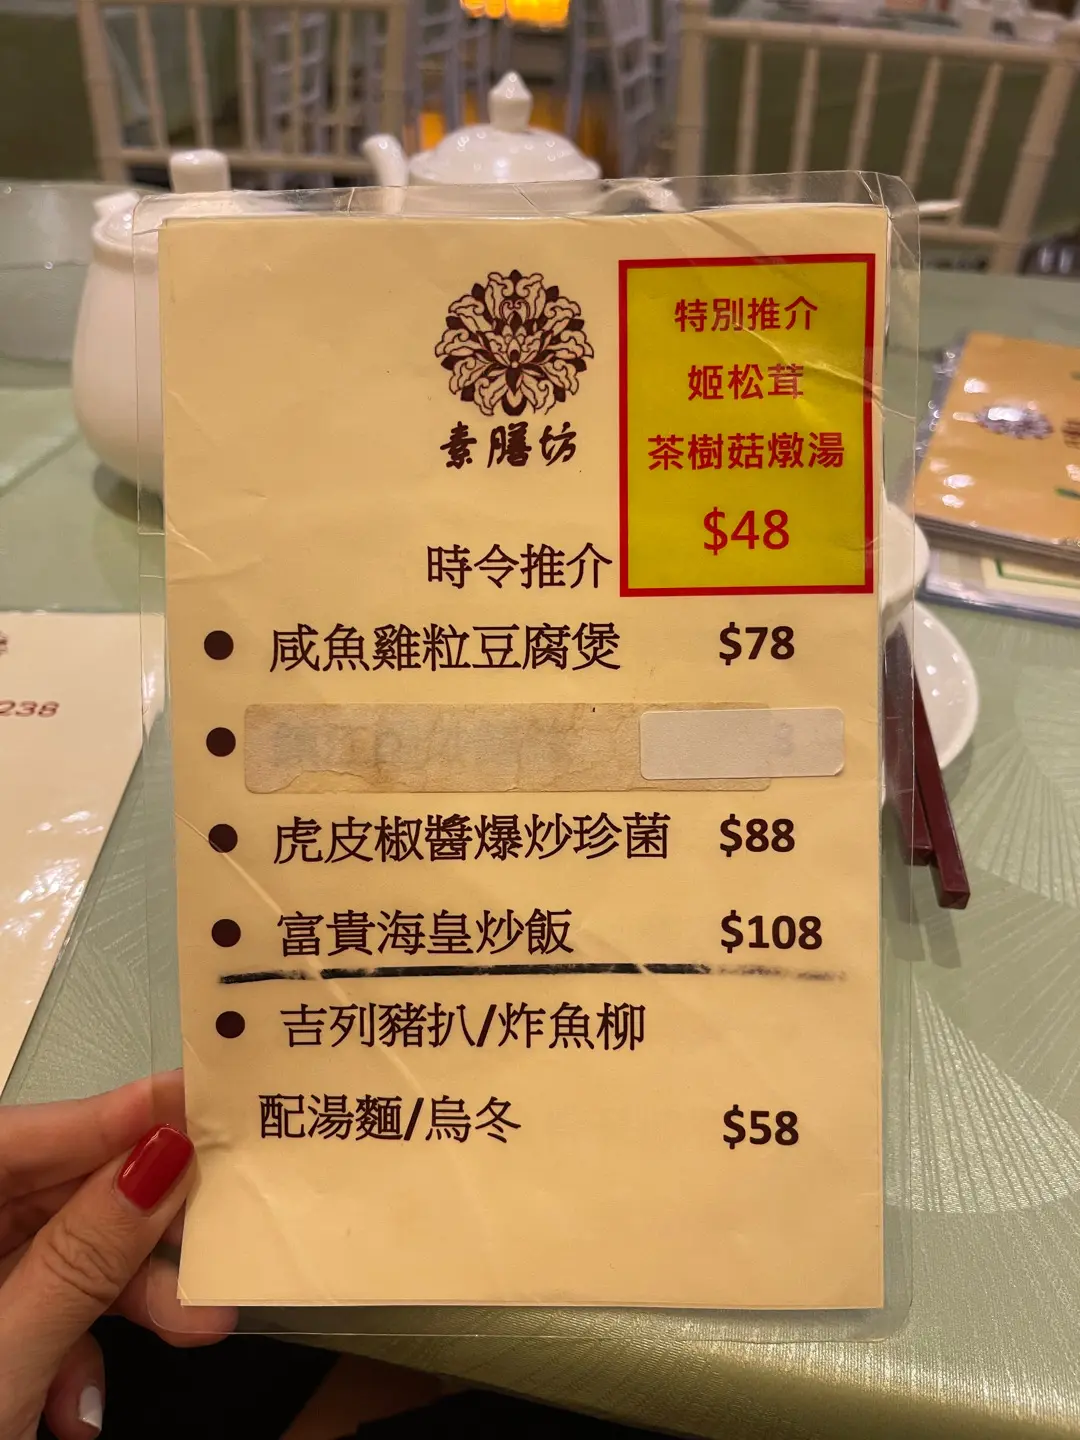 素膳坊
特別推介
姬松茸
茶樹菇燉湯
$48
時令推介
咸魚雞粒豆腐煲 $78
虎皮椒醬爆炒珍菌 $88
富貴海皇炒飯 $108
吉列豬扒/炸魚柳
配湯麵/烏冬 $58
238